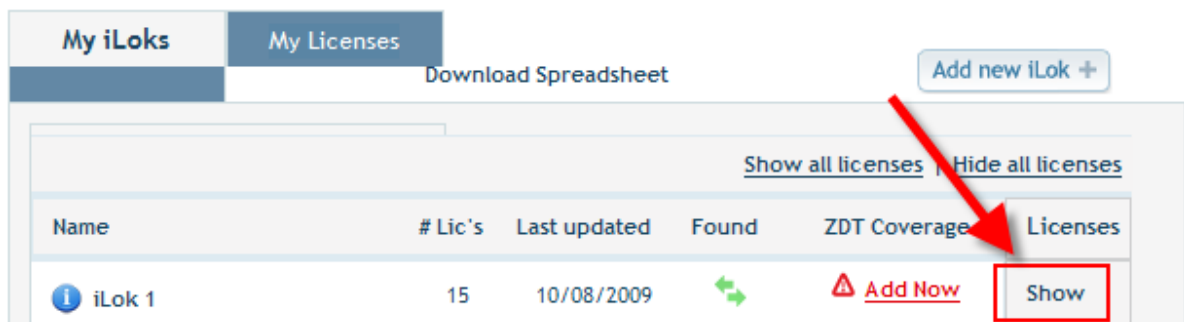 My iLoks My Licenses
Download Spreadsheet Add new iLok +
Show all licenses | Hide all licenses
Name # Lic's Last updated Found ZDT Coverage Licenses
iLok 1 15 10/08/2009 Add Now Show